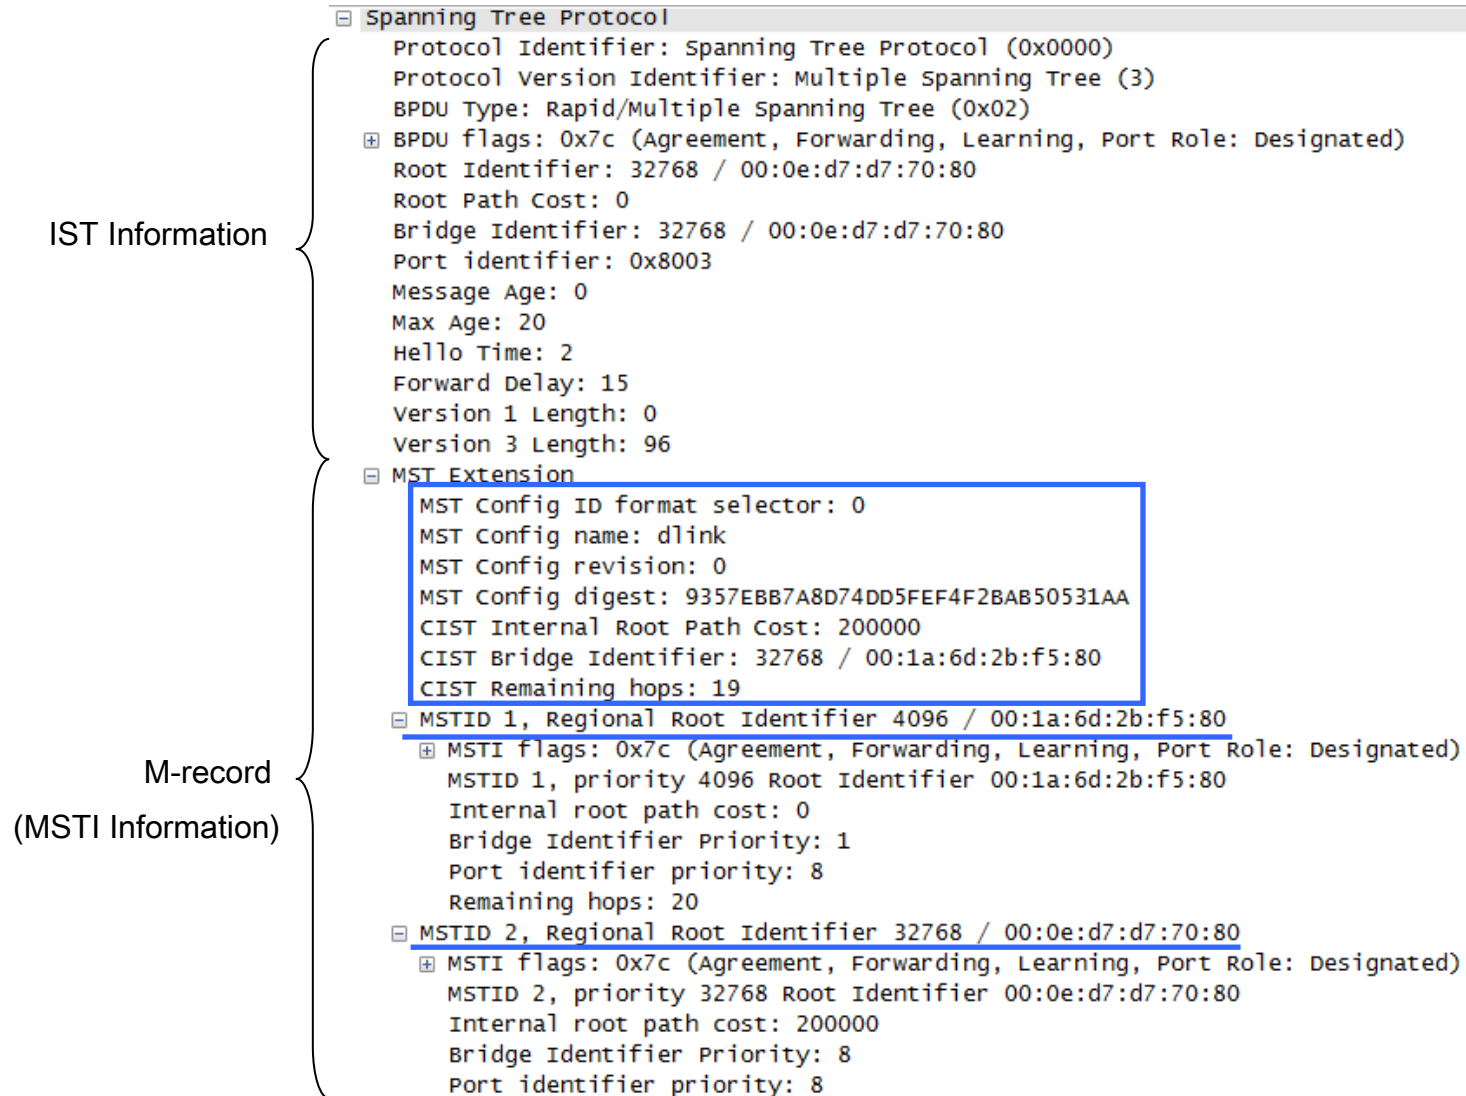 Spanning Tree Protocol
Protocol Identifier: Spanning Tree Protocol (0x0000)
Protocol Version Identifier: Multiple Spanning Tree (3)
BPDU Type: Rapid/Multiple Spanning Tree (0x02)
BPDU flags: 0x7c (Agreement, Forwarding, Learning, Port Role: Designated)
Root Identifier: 32768 / 00:0e:d7:d7:70:80
Root Path Cost: 0
IST Information
Bridge Identifier: 32768 / 00:0e:d7:d7:70:80
Port identifier: 0x8003
Message Age: 0
Max Age: 20
Hello Time: 2
Forward Delay: 15
Version 1 Length: 0
Version 3 Length: 96
MST Extension
MST Config ID format selector: 0
MST Config name: dlink
MST Config revision: 0
MST Config digest: 9357EBB7A8D74DD5FEF4F2BAB50531AA
CIST Internal Root Path Cost: 200000
CIST Bridge Identifier: 32768 / 00:1a:6d:2b:f5:80
CIST Remaining hops: 19
MSTID 1, Regional Root Identifier 4096 / 00:1a:6d:2b:f5:80
MSTI flags: 0x7c (Agreement, Forwarding, Learning, Port Role: Designated)
M-record
(MSTI Information)
MSTID 1, priority 4096 Root Identifier 00:1a:6d:2b:f5:80
Internal root path cost: 0
Bridge Identifier Priority: 1
Port identifier priority: 8
Remaining hops: 20
MSTID 2, Regional Root Identifier 32768 / 00:0e:d7:d7:70:80
MSTI flags: 0x7c (Agreement, Forwarding, Learning, Port Role: Designated)
MSTID 2, priority 32768 Root Identifier 00:0e:d7:d7:70:80
Internal root path cost: 200000
Bridge Identifier Priority: 8
Port identifier priority: 8